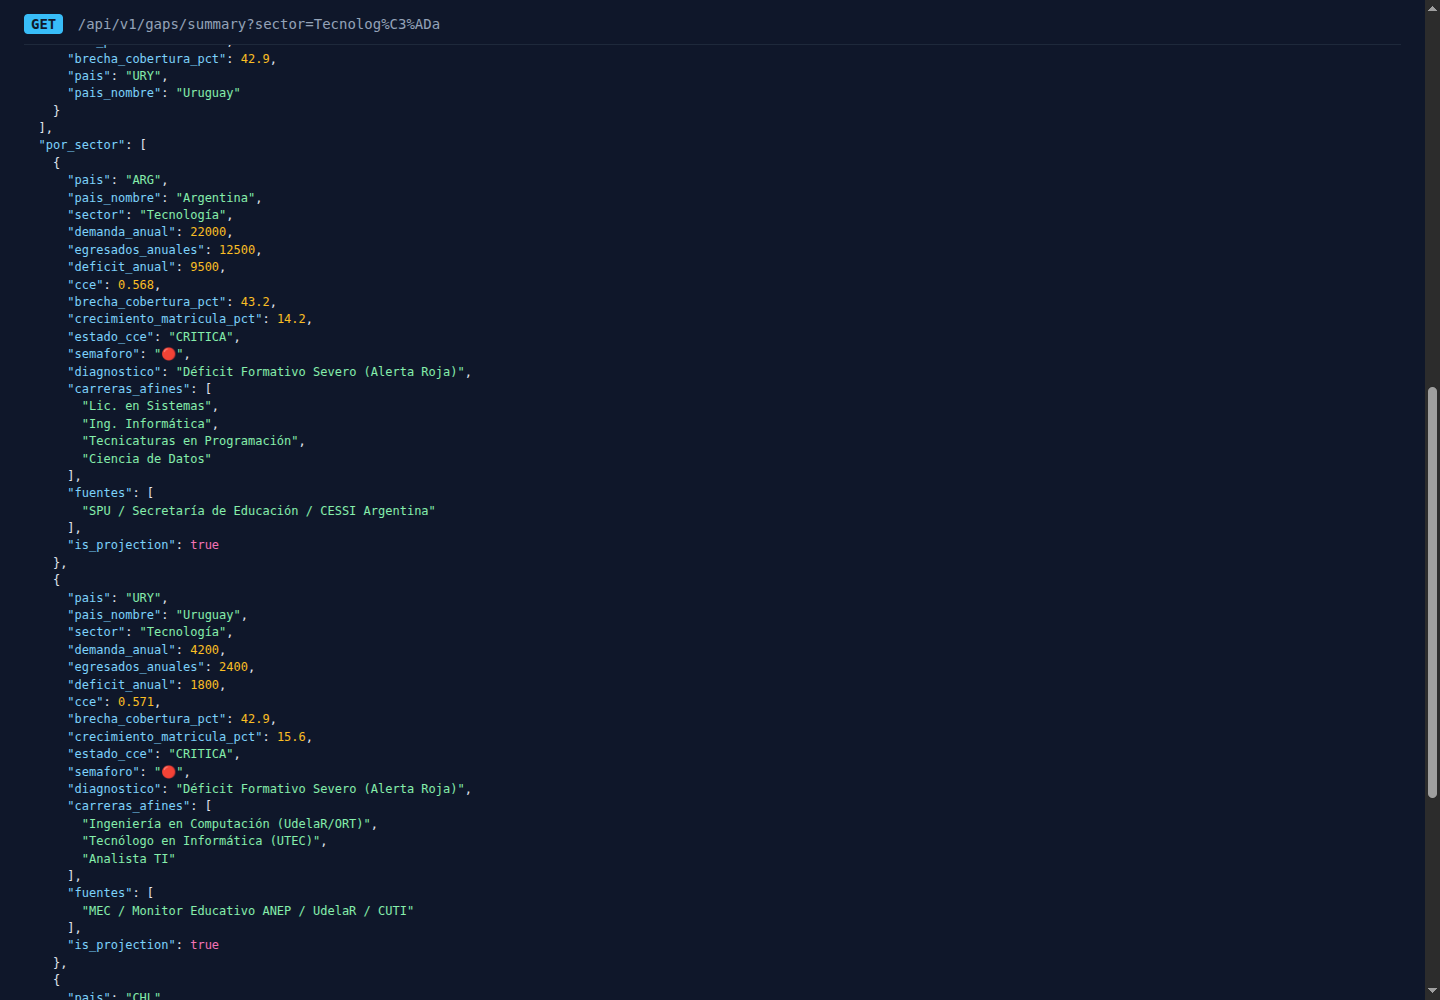 GET /api/v1/gaps/summary?sector=Tecnolog%C3%ADa
"brecha_cobertura_pct": 42.9,
"pais": "URY",
"pais_nombre": "Uruguay"
}
],
"por_sector": [
{
"pais": "ARG",
"pais_nombre": "Argentina",
"sector": "Tecnología",
"demanda_anual": 22000,
"egresados_anuales": 12500,
"deficit_anual": 9500,
"cce": 0.568,
"brecha_cobertura_pct": 43.2,
"crecimiento_matricula_pct": 14.2,
"estado_cce": "CRITICA",
"semaforo": "🔴",
"diagnostico": "Déficit Formativo Severo (Alerta Roja)",
"carreras_afines": [
"Lic. en Sistemas",
"Ing. Informática",
"Tecnicaturas en Programación",
"Ciencia de Datos"
],
"fuentes": [
"SPU / Secretaría de Educación / CESSI Argentina"
],
"is_projection": true
},
{
"pais": "URY",
"pais_nombre": "Uruguay",
"sector": "Tecnología",
"demanda_anual": 4200,
"egresados_anuales": 2400,
"deficit_anual": 1800,
"cce": 0.571,
"brecha_cobertura_pct": 42.9,
"crecimiento_matricula_pct": 15.6,
"estado_cce": "CRITICA",
"semaforo": "🔴",
"diagnostico": "Déficit Formativo Severo (Alerta Roja)",
"carreras_afines": [
"Ingeniería en Computación (UdelaR/ORT)",
"Tecnólogo en Informática (UTEC)",
"Analista TI"
],
"fuentes": [
"MEC / Monitor Educativo ANEP / UdelaR / CUTI"
],
"is_projection": true
},
{
"pais": "CHL"